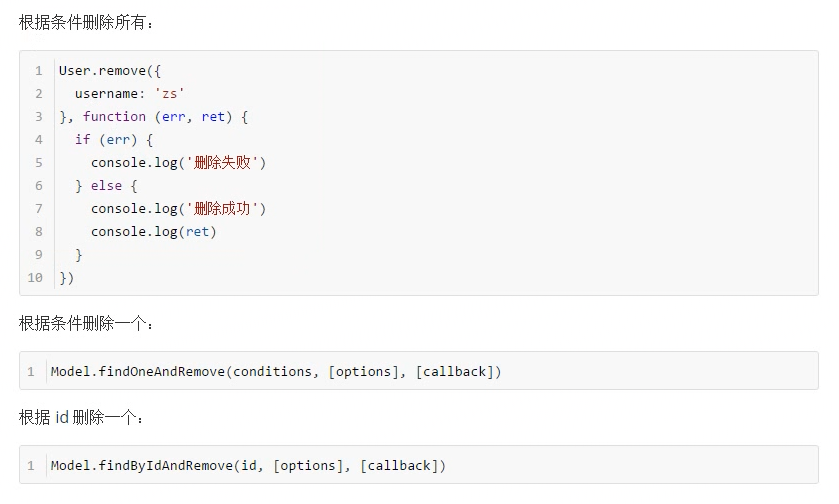 根据条件删除所有：
1 User.remove({
2   username: 'zs'
3 }, function (err, ret) {
4   if (err) {
5     console.log('删除失败')
6   } else {
7     console.log('删除成功')
8     console.log(ret)
9   }
10 })
根据条件删除一个：
1 Model.findOneAndRemove(conditions, [options], [callback])
根据 id 删除一个：
1 Model.findByIdAndRemove(id, [options], [callback])